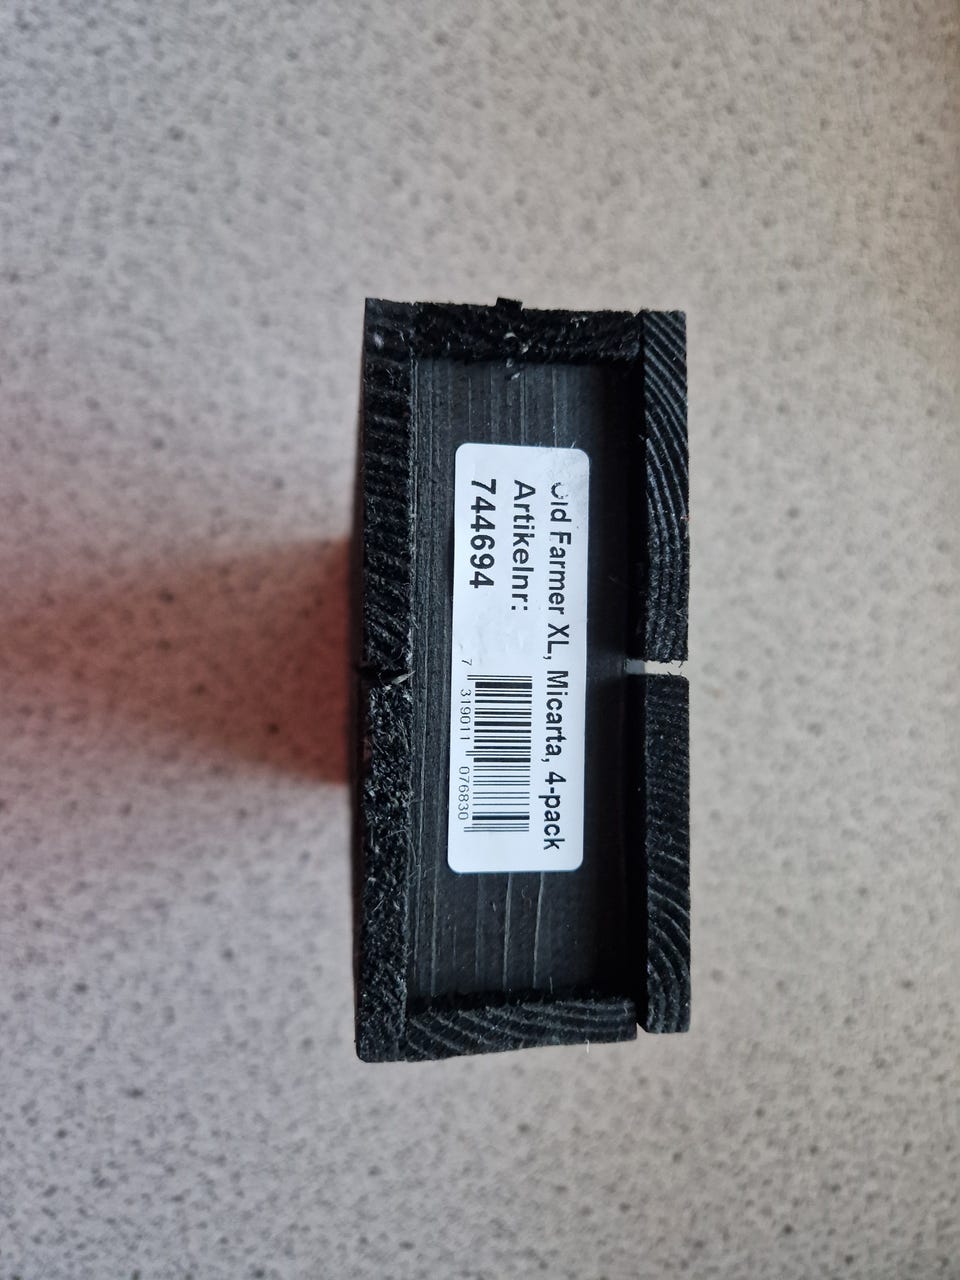 Old Farmer XL, Micarta, 4-pack
Artikelnr:
744694
7 319011 076830